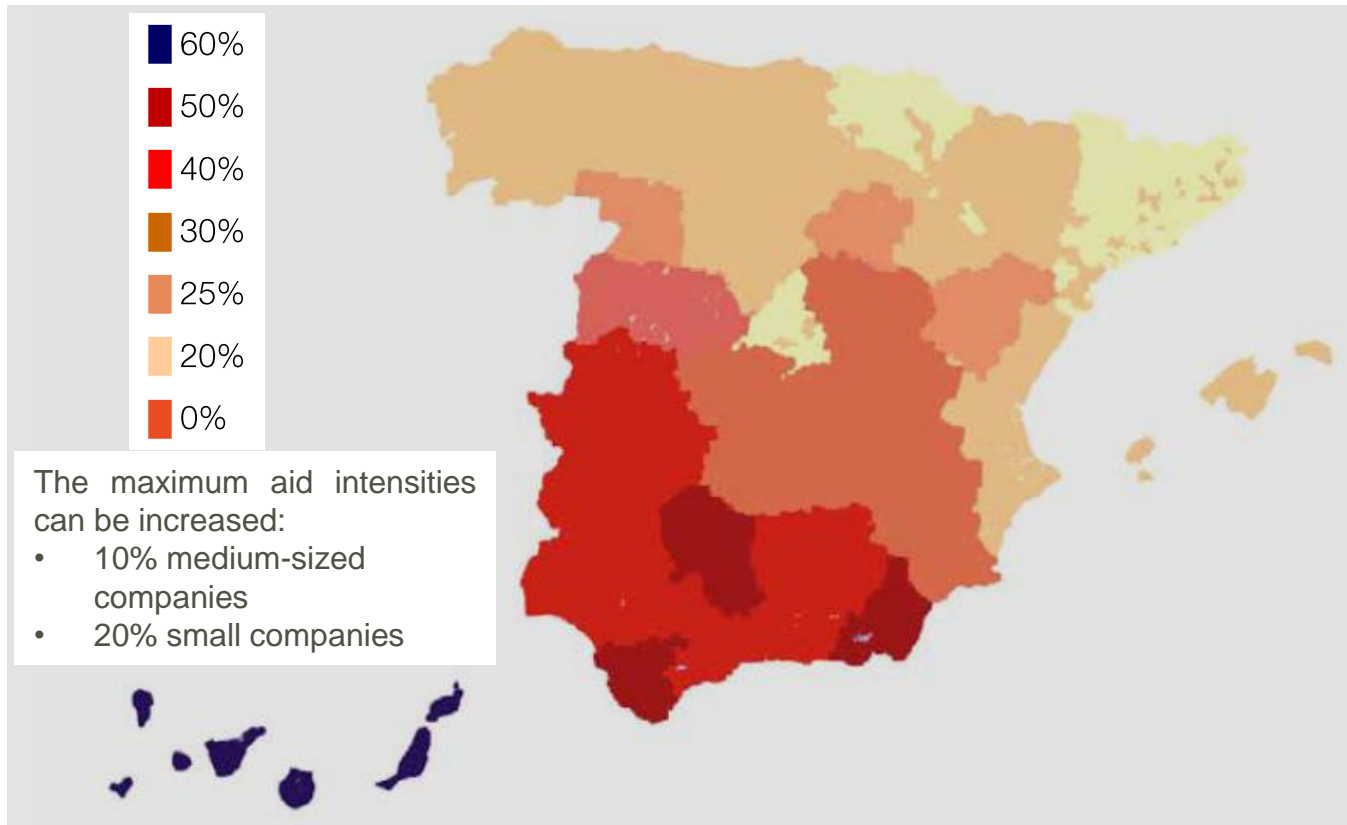 60%
50%
40%
30%
25%
20%
0%
The maximum aid intensities
can be increased:
• 10% medium-sized
companies
• 20% small companies